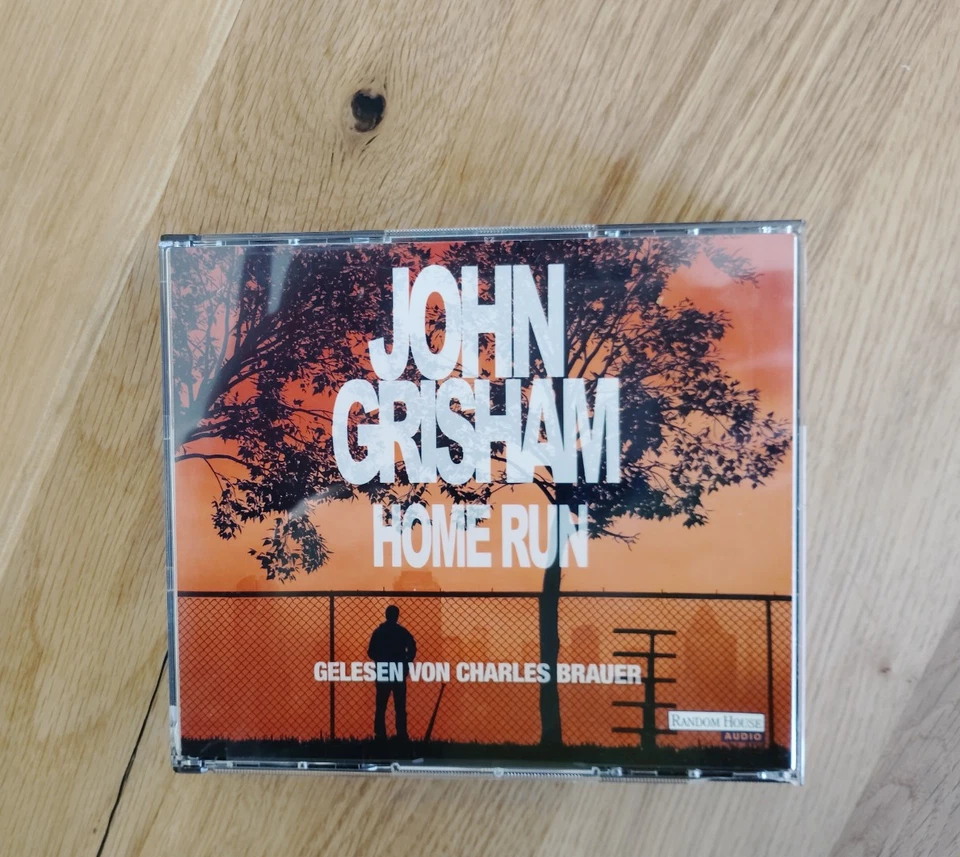 JOHN
GRISHAM
HOME RUN
GELESEN VON CHARLES BRAUER
RANDOM HOUSE
AUDIO